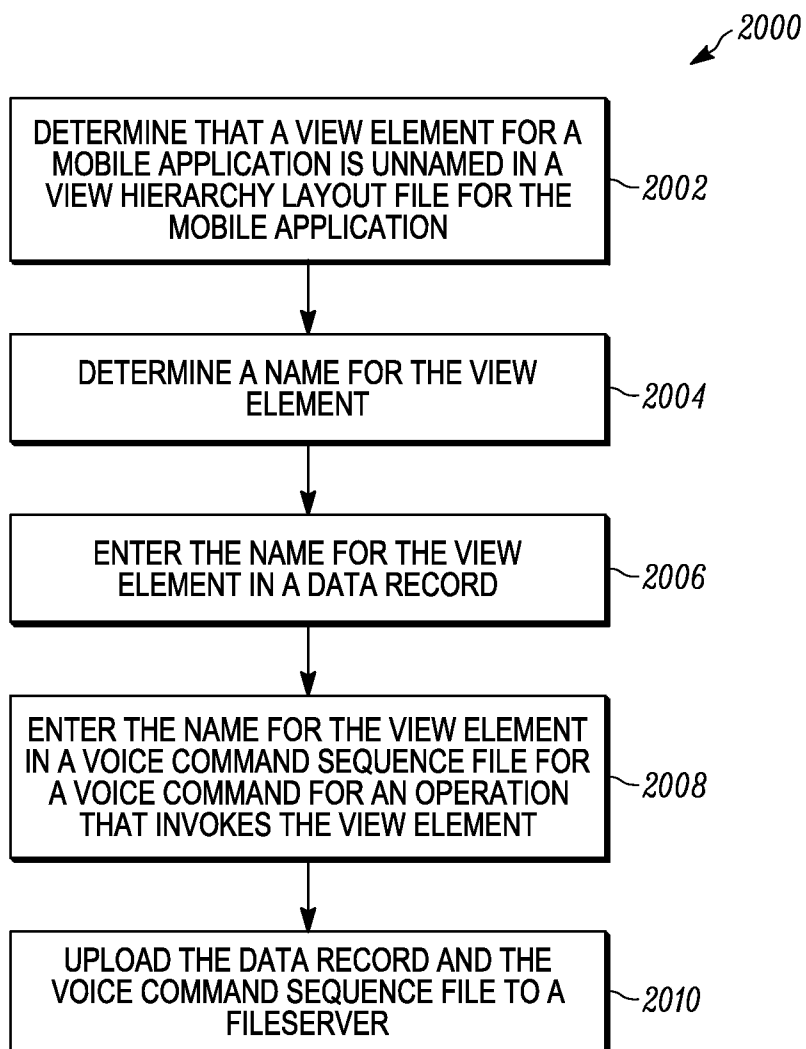 2000
DETERMINE THAT A VIEW ELEMENT FOR A
MOBILE APPLICATION IS UNNAMED IN A
VIEW HIERARCHY LAYOUT FILE FOR THE
MOBILE APPLICATION
2002
DETERMINE A NAME FOR THE VIEW
ELEMENT
2004
ENTER THE NAME FOR THE VIEW
ELEMENT IN A DATA RECORD
2006
ENTER THE NAME FOR THE VIEW ELEMENT
IN A VOICE COMMAND SEQUENCE FILE FOR
A VOICE COMMAND FOR AN OPERATION
THAT INVOKES THE VIEW ELEMENT
2008
UPLOAD THE DATA RECORD AND THE
VOICE COMMAND SEQUENCE FILE TO A
FILESERVER
2010